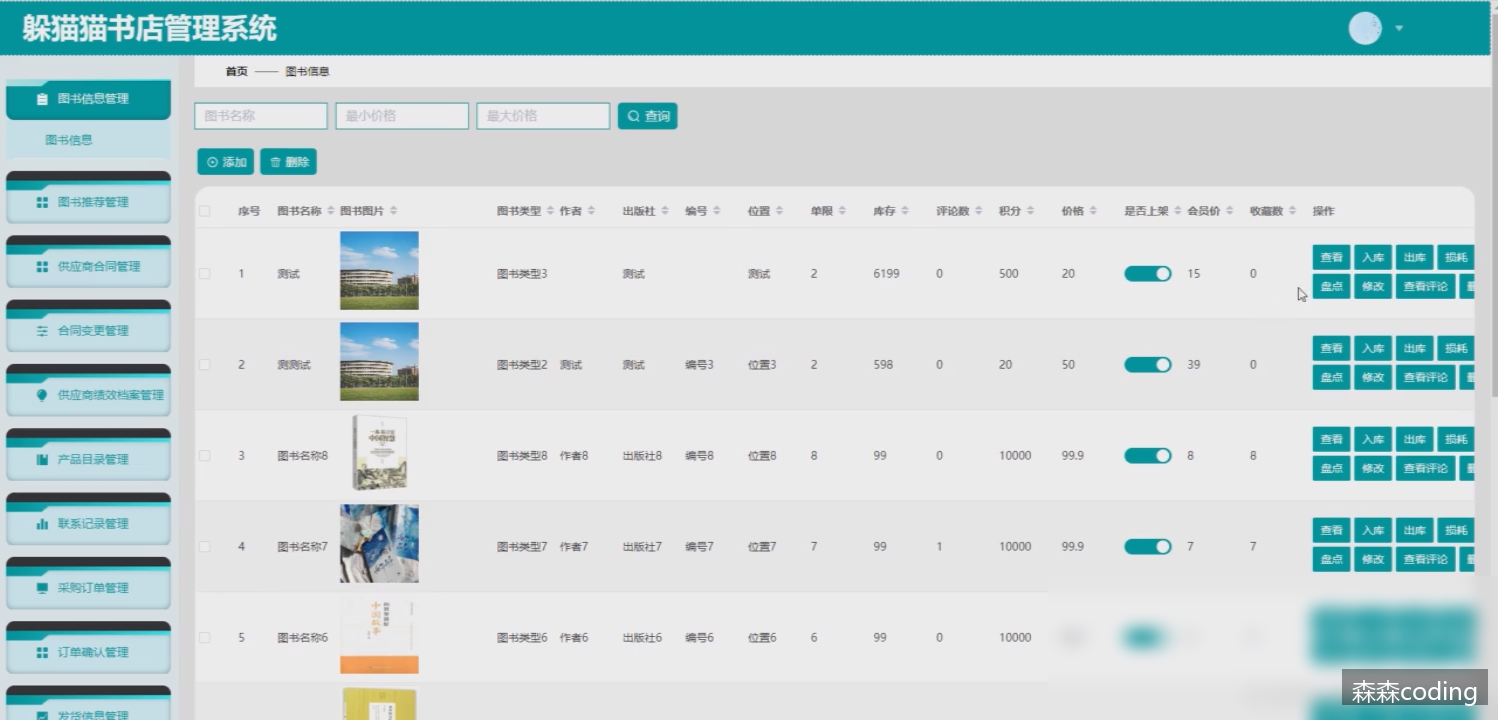 躲猫猫书店管理系统
首页 —— 图书信息
图书信息管理
图书信息
图书推荐管理
供应商合同管理
合同变更管理
供应商绩效档案管理
产品目录管理
联系记录管理
采购订单管理
订单确认管理
发货信息管理
图书名称 最小价格 最大价格 查询
添加 删除
序号 图书名称 图书图片 图书类型 作者 出版社 编号 位置 单限 库存 评论数 积分 价格 是否上架 会员价 收藏数 操作
1 测试 图书类型3 测试 测试 2 6199 0 500 20 15 0
查看 入库 出库 损耗
盘点 修改 查看评论
2 测测试 图书类型2 测试 测试 编号3 位置3 2 598 0 20 50 39 0
查看 入库 出库 损耗
盘点 修改 查看评论
3 图书名称8 图书类型8 作者8 出版社8 编号8 位置8 8 99 0 10000 99.9 8 8
查看 入库 出库 损耗
盘点 修改 查看评论
4 图书名称7 图书类型7 作者7 出版社7 编号7 位置7 7 99 1 10000 99.9 7 7
查看 入库 出库 损耗
盘点 修改 查看评论
5 图书名称6 图书类型6 作者6 出版社6 编号6 位置6 6 99 0 10000
森森coding